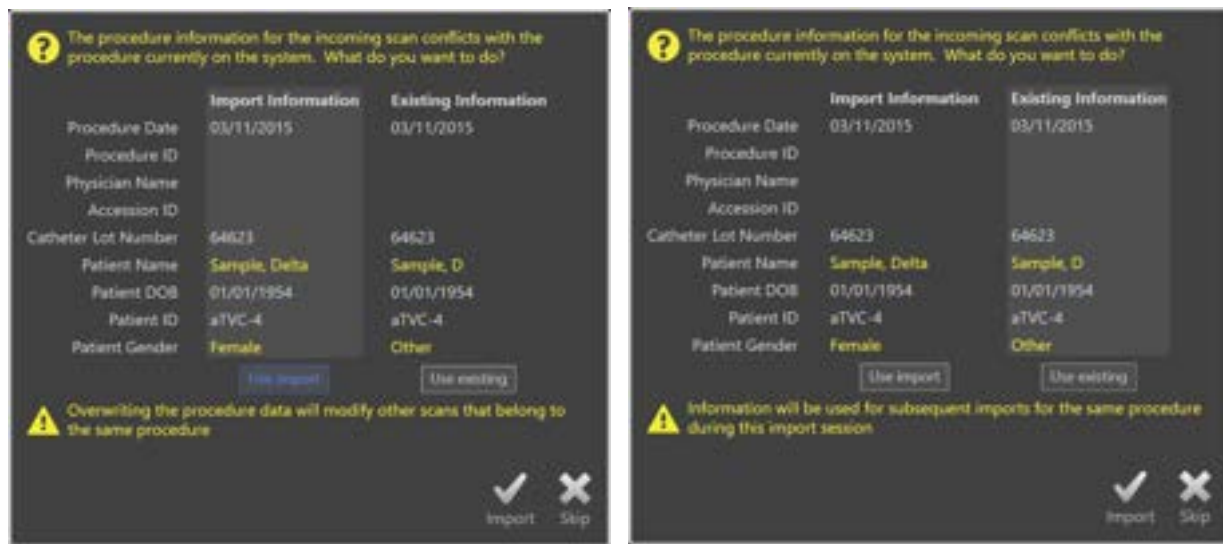 The procedure information for the incoming scan conflicts with the
procedure currently on the system. What do you want to do?
Import Information Existing Information
Procedure Date 03/11/2015 03/11/2015
Procedure ID
Physician Name
Accession ID
Catheter Lot Number 64623 64623
Patient Name Sample, Delta Sample, D
Patient DOB 01/01/1954 01/01/1954
Patient ID aTVC-4 aTVC-4
Patient Gender Female Other
Use import Use existing
Overwriting the procedure data will modify other scans that belong to
the same procedure
Import Skip
The procedure information for the incoming scan conflicts with the
procedure currently on the system. What do you want to do?
Import Information Existing Information
Procedure Date 03/11/2015 03/11/2015
Procedure ID
Physician Name
Accession ID
Catheter Lot Number 64623 64623
Patient Name Sample, Delta Sample, D
Patient DOB 01/01/1954 01/01/1954
Patient ID aTVC-4 aTVC-4
Patient Gender Female Other
Use import Use existing
Information will be used for subsequent imports for the same procedure
during this import session
Import Skip